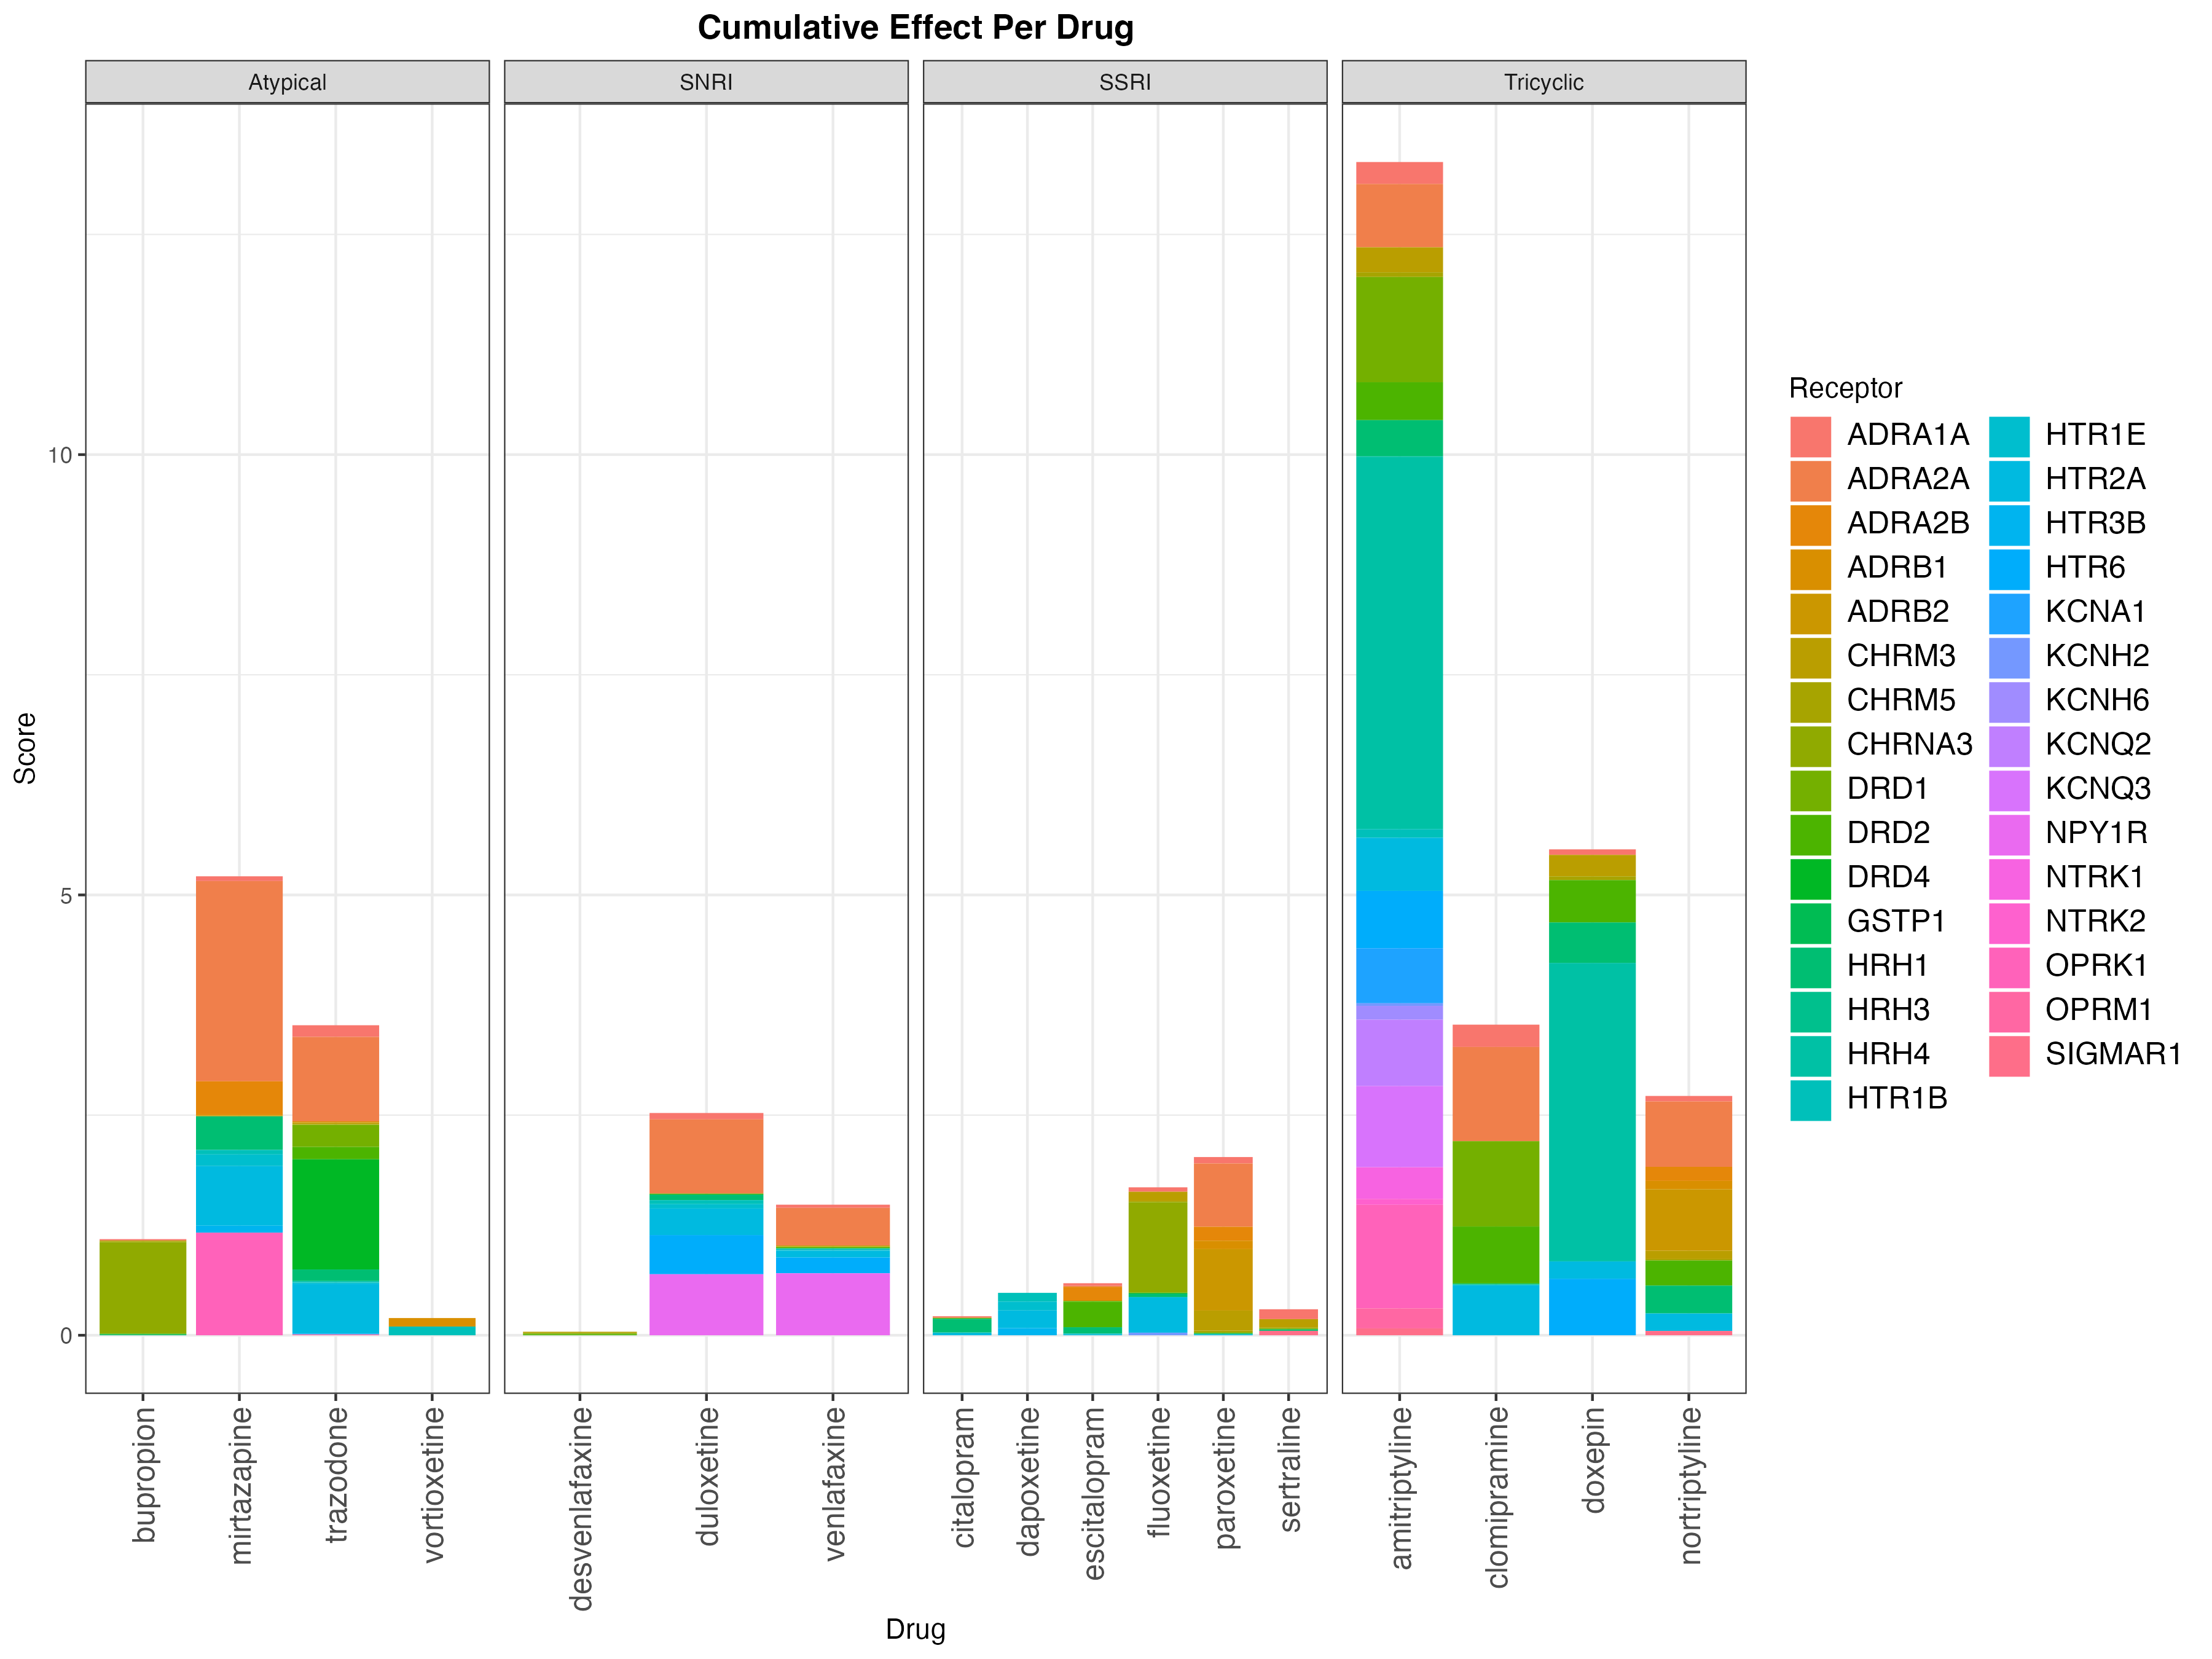 Cumulative Effect Per Drug
Atypical
SNRI
SSRI
Tricyclic
Score
10
5
0
bupropion
mirtazapine
trazodone
vortioxetine
desvenlafaxine
duloxetine
venlafaxine
citalopram
dapoxetine
escitalopram
fluoxetine
paroxetine
sertraline
amitriptyline
clomipramine
doxepin
nortriptyline
Drug
Receptor
ADRA1A
ADRA2A
ADRA2B
ADRB1
ADRB2
CHRM3
CHRM5
CHRNA3
DRD1
DRD2
DRD4
GSTP1
HRH1
HRH3
HRH4
HTR1B
HTR1E
HTR2A
HTR3B
HTR6
KCNA1
KCNH2
KCNH6
KCNQ2
KCNQ3
NPY1R
NTRK1
NTRK2
OPRK1
OPRM1
SIGMAR1